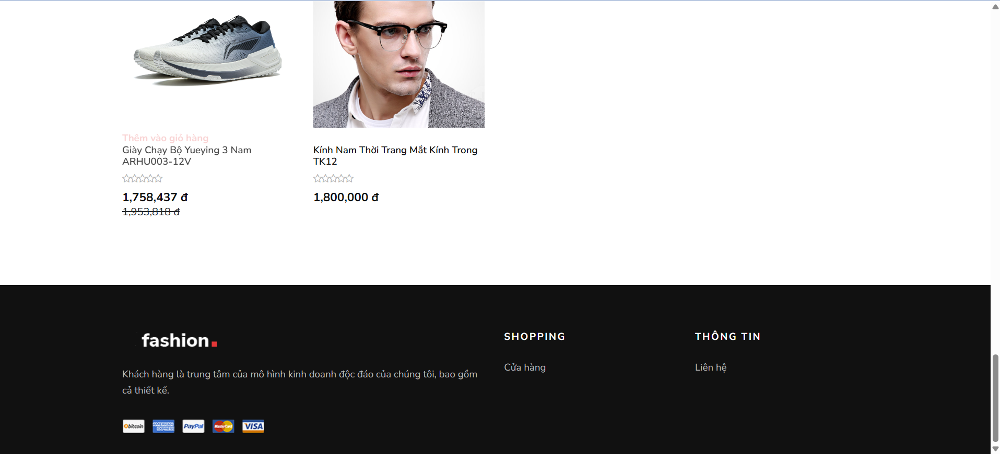 Thêm vào giỏ hàng
Giày Chạy Bộ Yueying 3 Nam
ARHU003-12V
1,758,437 đ
1,953,818 đ
Kính Nam Thời Trang Mắt Kính Trong
TK12
1,800,000 đ
fashion.
Khách hàng là trung tâm của mô hình kinh doanh độc đáo của chúng tôi, bao gồm
cả thiết kế.
bitcoin
AMERICAN EXPRESS
PayPal
MasterCard
VISA
SHOPPING
Cửa hàng
THÔNG TIN
Liên hệ